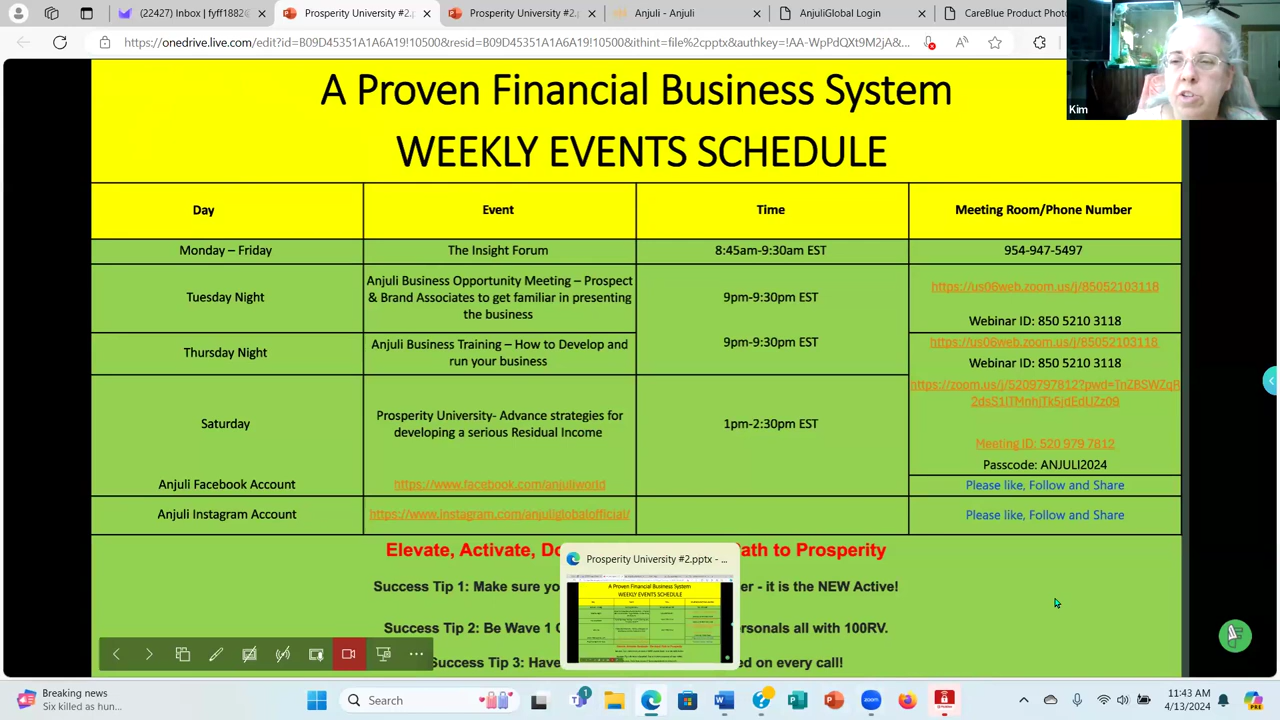 (22427) Inbox | fyff1882@
Prosperity University #2.p
Prosperity University #2.p
Anjuli - Anjuli
AnjuliGlobal Login
CareBlue Product Photo
https://onedrive.live.com/edit?id=B09D45351A1A6A19!10500&resid=B09D45351A1A6A19!10500&ithint=file%2cpptx&authkey=!AA-WpPdQXt9M2jA&...
Kim
A Proven Financial Business System
WEEKLY EVENTS SCHEDULE
Day Event Time Meeting Room/Phone Number
Monday – Friday The Insight Forum 8:45am-9:30am EST 954-947-5497
Tuesday Night
Anjuli Business Opportunity Meeting – Prospect
& Brand Associates to get familiar in presenting
the business
9pm-9:30pm EST
https://us06web.zoom.us/j/85052103118
Webinar ID: 850 5210 3118
Thursday Night
Anjuli Business Training – How to Develop and
run your business
9pm-9:30pm EST
https://us06web.zoom.us/j/85052103118
Webinar ID: 850 5210 3118
Saturday
Prosperity University- Advance strategies for
developing a serious Residual Income
1pm-2:30pm EST
Meeting ID: 520 979 7812
Passcode: ANJULI2024
Anjuli Facebook Account https://www.facebook.com/anjuliworld Please like, Follow and Share
Anjuli Instagram Account https://www.instagram.com/anjuliglobalofficial/ Please like, Follow and Share
Elevate, Activate, Do ath to Prosperity
Success Tip 1: Make sure yo er - it is the NEW Active!
Success Tip 2: Be Wave 1 ersonals all with 100RV.
Success Tip 3: Have ed on every call!
Prosperity University #2.pptx - ...
A Proven Financial Business System
WEEKLY EVENTS SCHEDULE
Breaking news
Six killed as hun...
Search
zoom
11:43 AM
4/13/2024
PRE